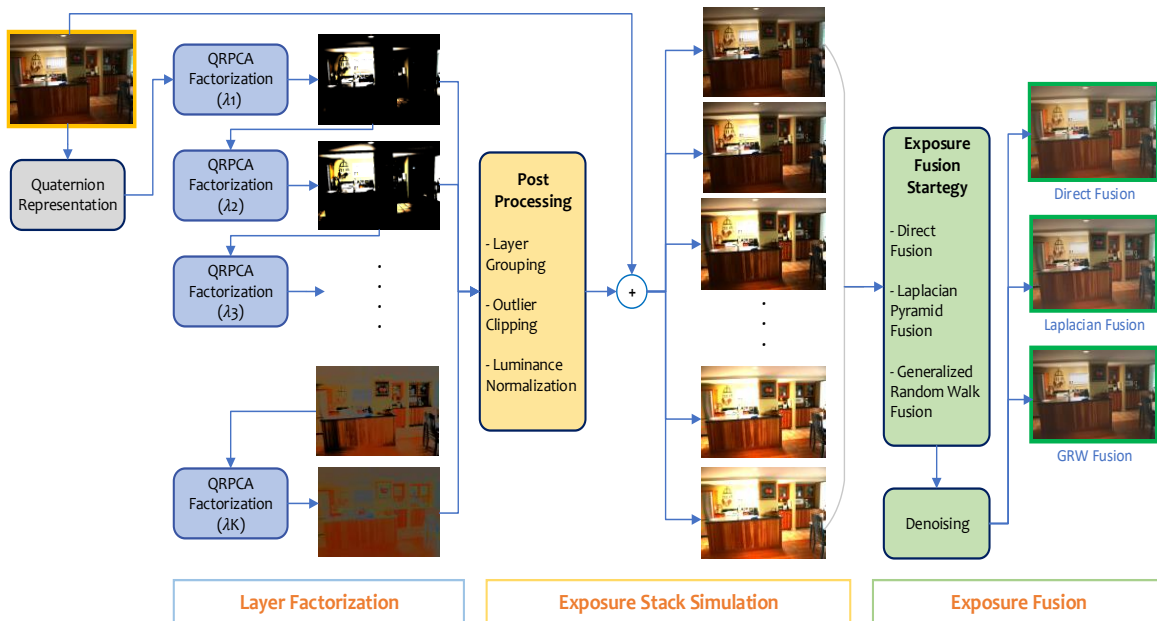 Quaternion
Representation
QRPCA
Factorization
(λ1)
QRPCA
Factorization
(λ2)
QRPCA
Factorization
(λ3)
QRPCA
Factorization
(λK)
Post
Processing
- Layer
Grouping
- Outlier
Clipping
- Luminance
Normalization
+
Exposure
Fusion
Startegy
- Direct
Fusion
- Laplacian
Pyramid
Fusion
- Generalized
Random Walk
Fusion
Denoising
Direct Fusion
Laplacian Fusion
GRW Fusion
Layer Factorization
Exposure Stack Simulation
Exposure Fusion